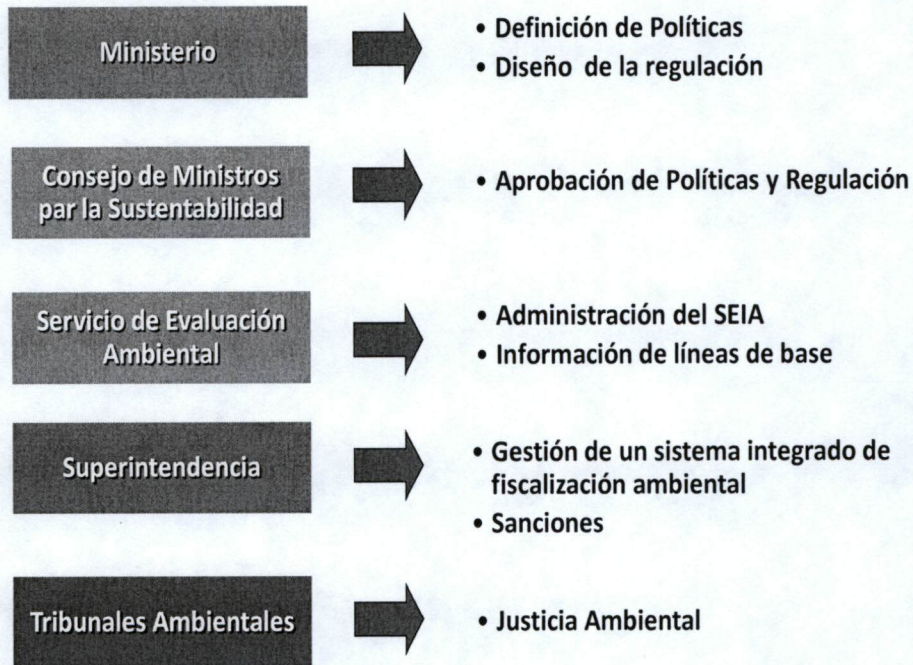 Ministerio
• Definición de Políticas
• Diseño de la regulación
Consejo de Ministros
par la Sustentabilidad
• Aprobación de Políticas y Regulación
Servicio de Evaluación
Ambiental
• Administración del SEIA
• Información de líneas de base
Superintendencia
• Gestión de un sistema integrado de
fiscalización ambiental
• Sanciones
Tribunales Ambientales
• Justicia Ambiental